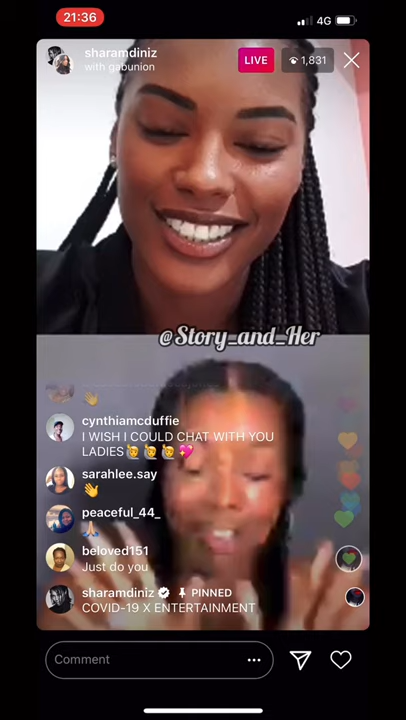 21:36
4G
sharamdiniz
with gabunion
LIVE
1,831
@Story_and_Her
cynthiamcduffie
I WISH I COULD CHAT WITH YOU
LADIES🙋🙋🙋💖
sarahlee.say
👋
peaceful_44_
🙏
beloved151
Just do you
sharamdiniz PINNED
COVID-19 X ENTERTAINMENT
Comment